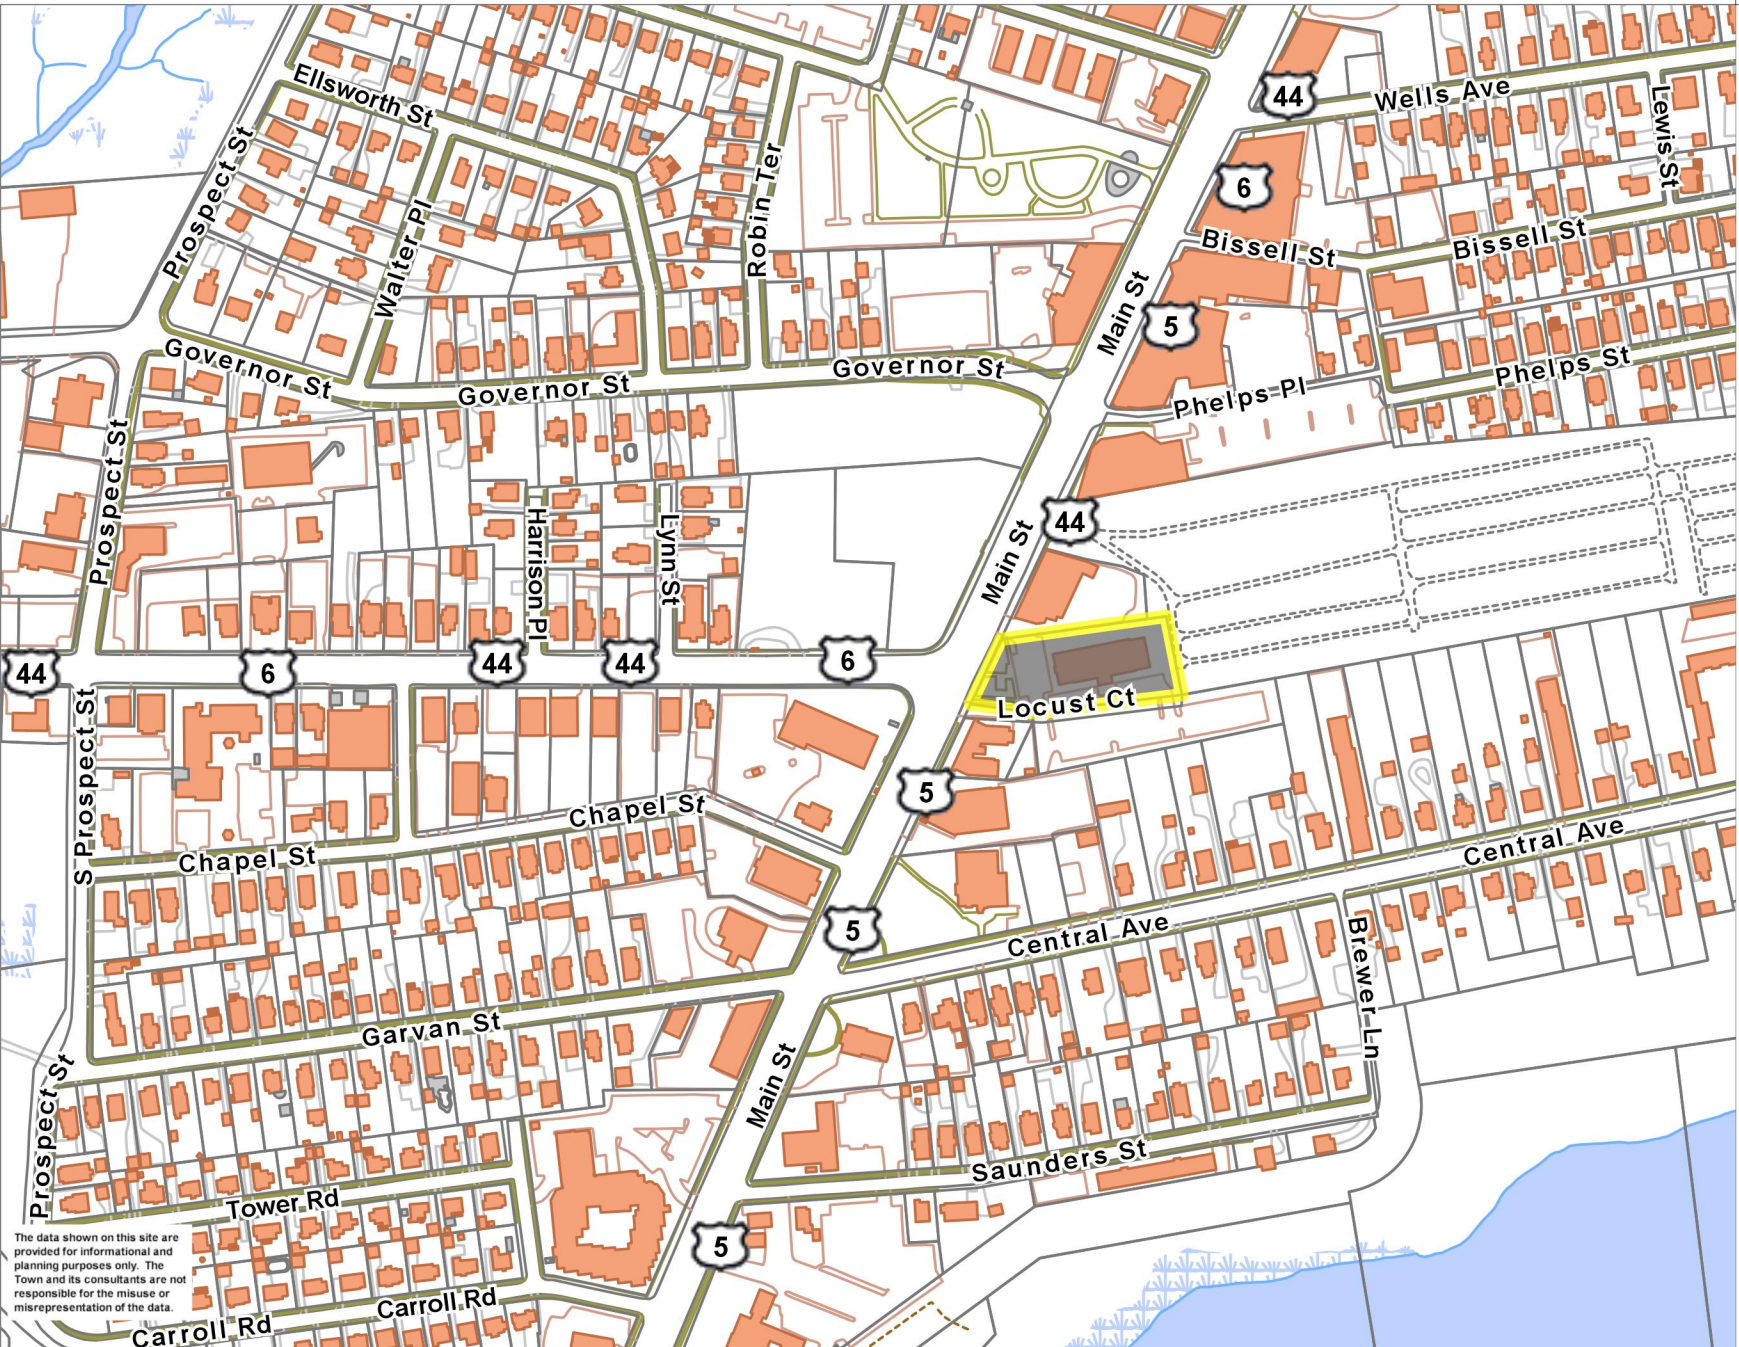 44
Wells Ave
Ellsworth St
Lewis St
Prospect St
6
Robin Ter
Walter Pl
Bissell St
Bissell St
Main St
5
Governor St
Governor St
Governor St
Phelps St
Phelps Pl
Prospect St
Harrison Pl
Lynn St
Main St
44
44
6
44
44
6
Locust Ct
S Prospect St
5
Chapel St
Chapel St
Central Ave
5
Central Ave
Brewer Ln
Garvan St
Main St
Prospect St
Saunders St
Tower Rd
5
The data shown on this site are
provided for informational and
planning purposes only. The
Town and its consultants are not
responsible for the misuse or
misrepresentation of the data.
Carroll Rd
Carroll Rd